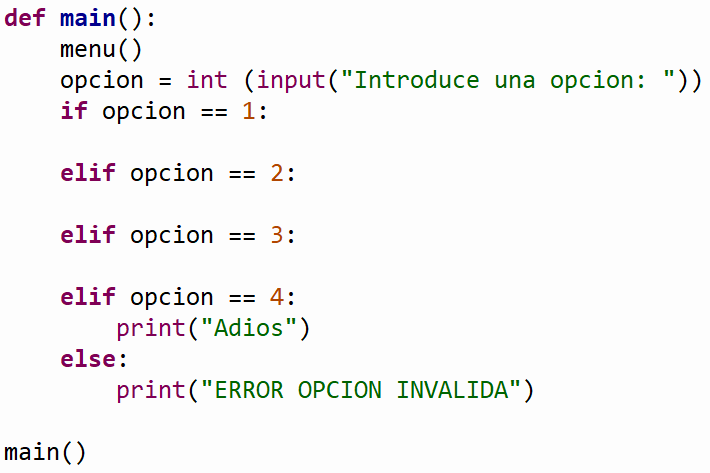 def main():
    menu()
    opcion = int (input("Introduce una opcion: "))
    if opcion == 1:
    elif opcion == 2:
    elif opcion == 3:
    elif opcion == 4:
        print("Adios")
    else:
        print("ERROR OPCION INVALIDA")
main()